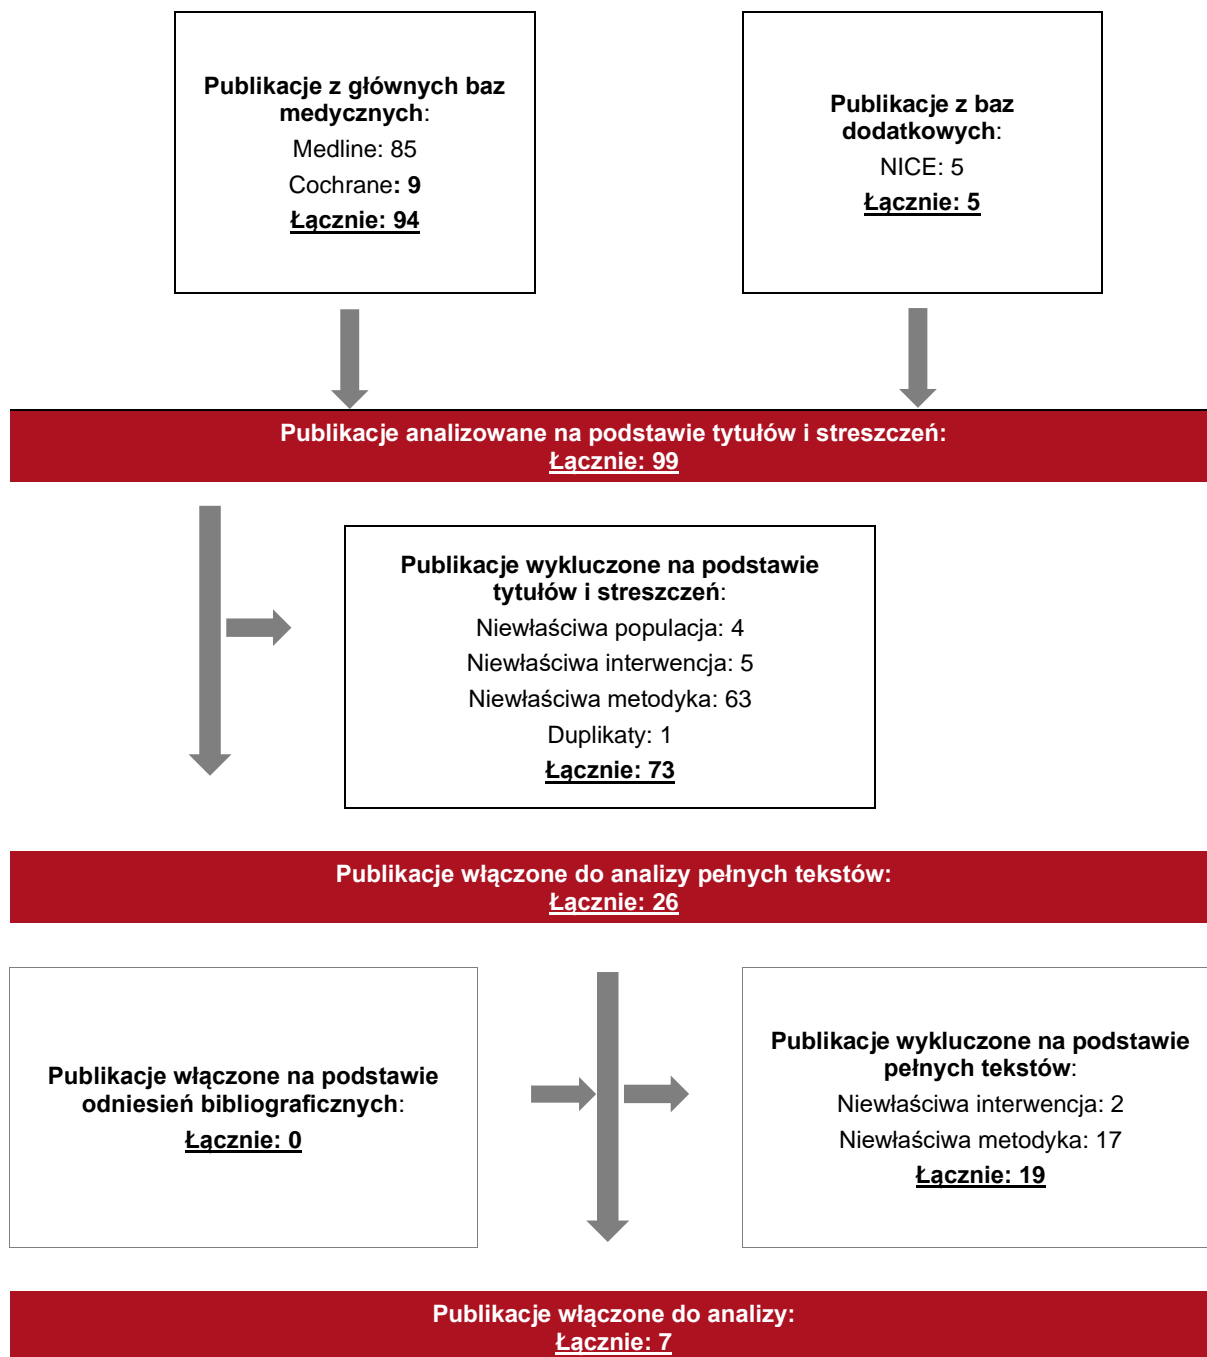 Publikacje z głównych baz
medycznych:
Medline: 85
Cochrane: 9
Łącznie: 94
Publikacje z baz
dodatkowych:
NICE: 5
Łącznie: 5
Publikacje analizowane na podstawie tytułów i streszczeń:
Łącznie: 99
Publikacje wykluczone na podstawie
tytułów i streszczeń:
Niewłaściwa populacja: 4
Niewłaściwa interwencja: 5
Niewłaściwa metodyka: 63
Duplikaty: 1
Łącznie: 73
Publikacje włączone do analizy pełnych tekstów:
Łącznie: 26
Publikacje włączone na podstawie
odniesień bibliograficznych:
Łącznie: 0
Publikacje wykluczone na podstawie
pełnych tekstów:
Niewłaściwa interwencja: 2
Niewłaściwa metodyka: 17
Łącznie: 19
Publikacje włączone do analizy:
Łącznie: 7